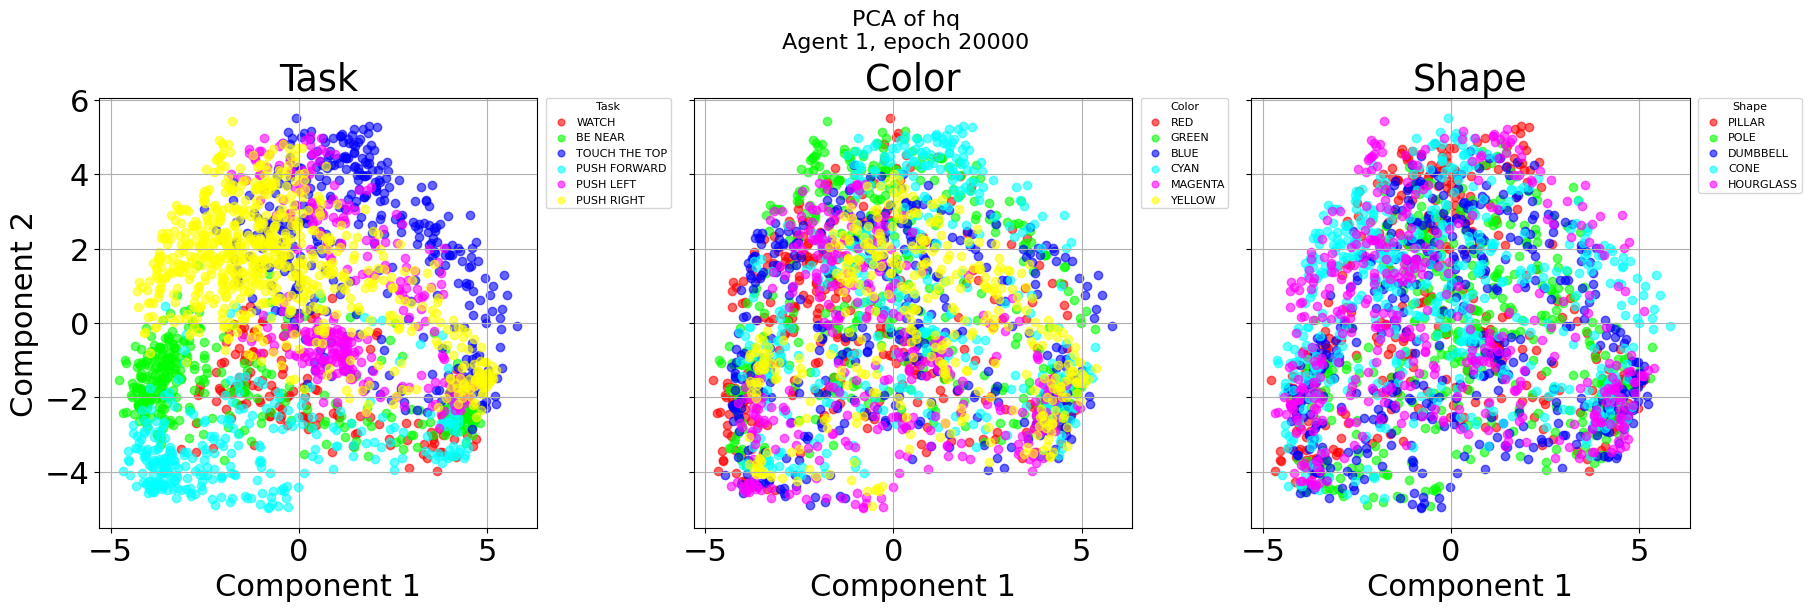 PCA of hq
Agent 1, epoch 20000
Task
Color
Shape
Component 2
6
4
2
0
−2
−4
−5 0 5
Component 1
Task
WATCH
BE NEAR
TOUCH THE TOP
PUSH FORWARD
PUSH LEFT
PUSH RIGHT
−5 0 5
Component 1
Color
RED
GREEN
BLUE
CYAN
MAGENTA
YELLOW
−5 0 5
Component 1
Shape
PILLAR
POLE
DUMBBELL
CONE
HOURGLASS